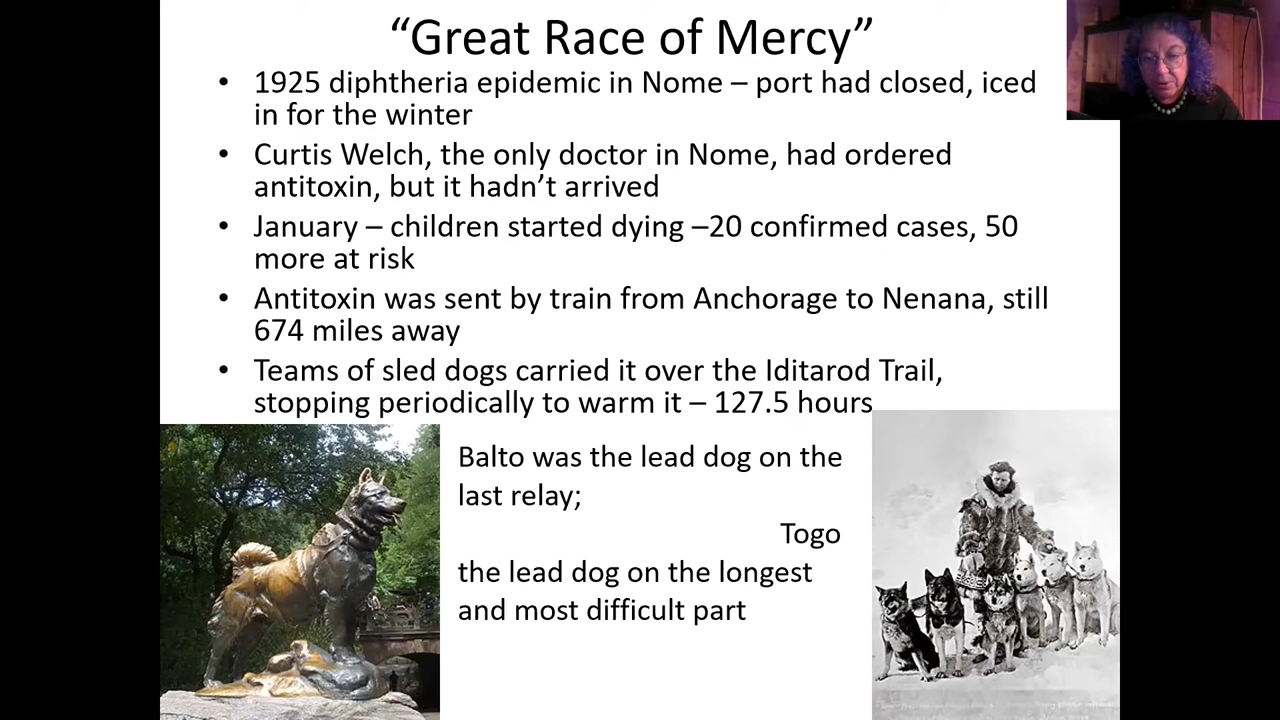 “Great Race of Mercy”
• 1925 diphtheria epidemic in Nome – port had closed, iced
in for the winter
• Curtis Welch, the only doctor in Nome, had ordered
antitoxin, but it hadn’t arrived
• January – children started dying –20 confirmed cases, 50
more at risk
• Antitoxin was sent by train from Anchorage to Nenana, still
674 miles away
• Teams of sled dogs carried it over the Iditarod Trail,
stopping periodically to warm it – 127.5 hours
Balto was the lead dog on the
last relay;
Togo
the lead dog on the longest
and most difficult part